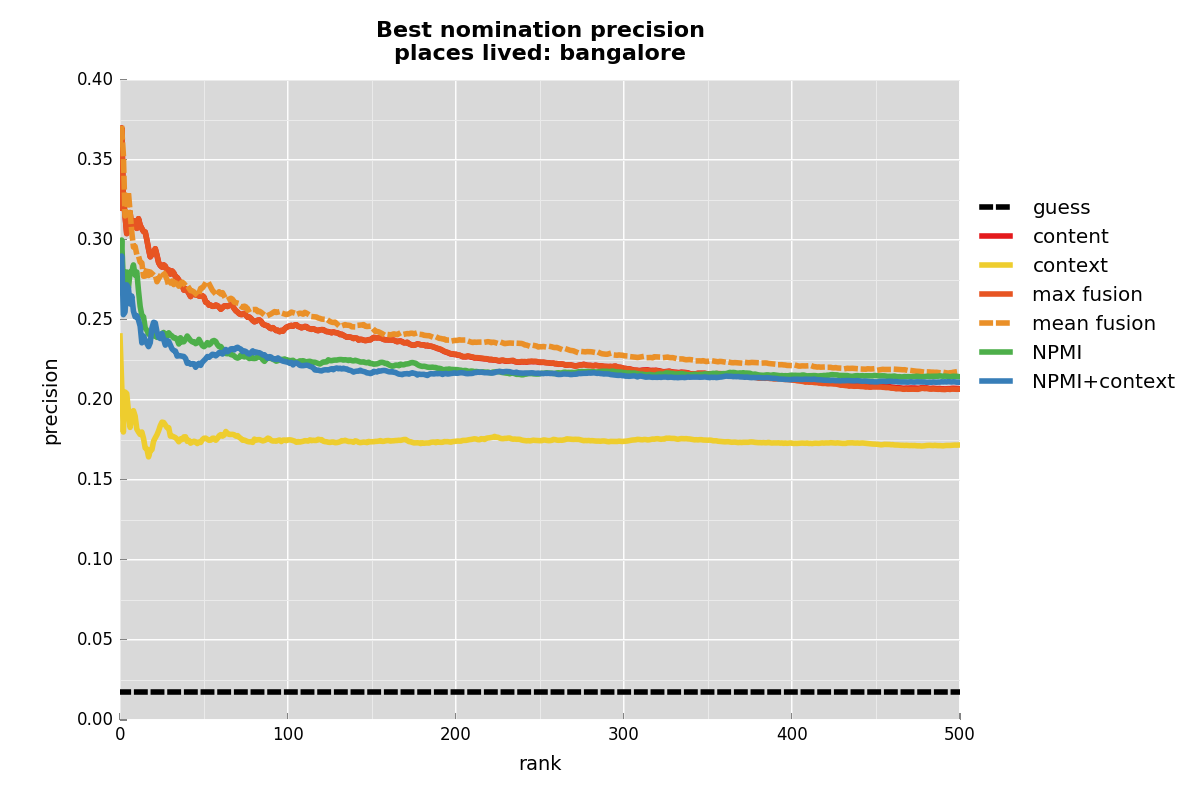 Best nomination precision
places lived: bangalore
precision
0.40
0.35
0.30
0.25
0.20
0.15
0.10
0.05
0.00
0
100
200
300
400
500
rank
guess
content
context
max fusion
mean fusion
NPMI
NPMI+context